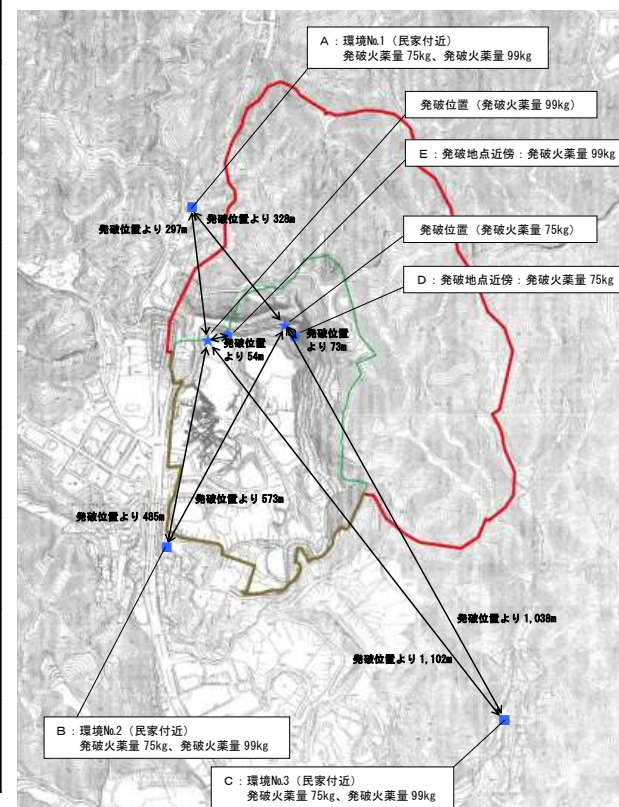 A：環境No.1（民家付近）
発破火薬量 75kg、発破火薬量 99kg
発破位置（発破火薬量 99kg）
E：発破地点近傍：発破火薬量 99kg
発破位置より 328m
発破位置より 297m
発破位置（発破火薬量 75kg）
D：発破地点近傍：発破火薬量 75kg
発破位置
より 54m
発破位置
より 73m
発破位置より 573m
発破位置より 485m
発破位置より 1,038m
発破位置より 1,102m
B：環境No.2（民家付近）
発破火薬量 75kg、発破火薬量 99kg
C：環境No.3（民家付近）
発破火薬量 75kg、発破火薬量 99kg